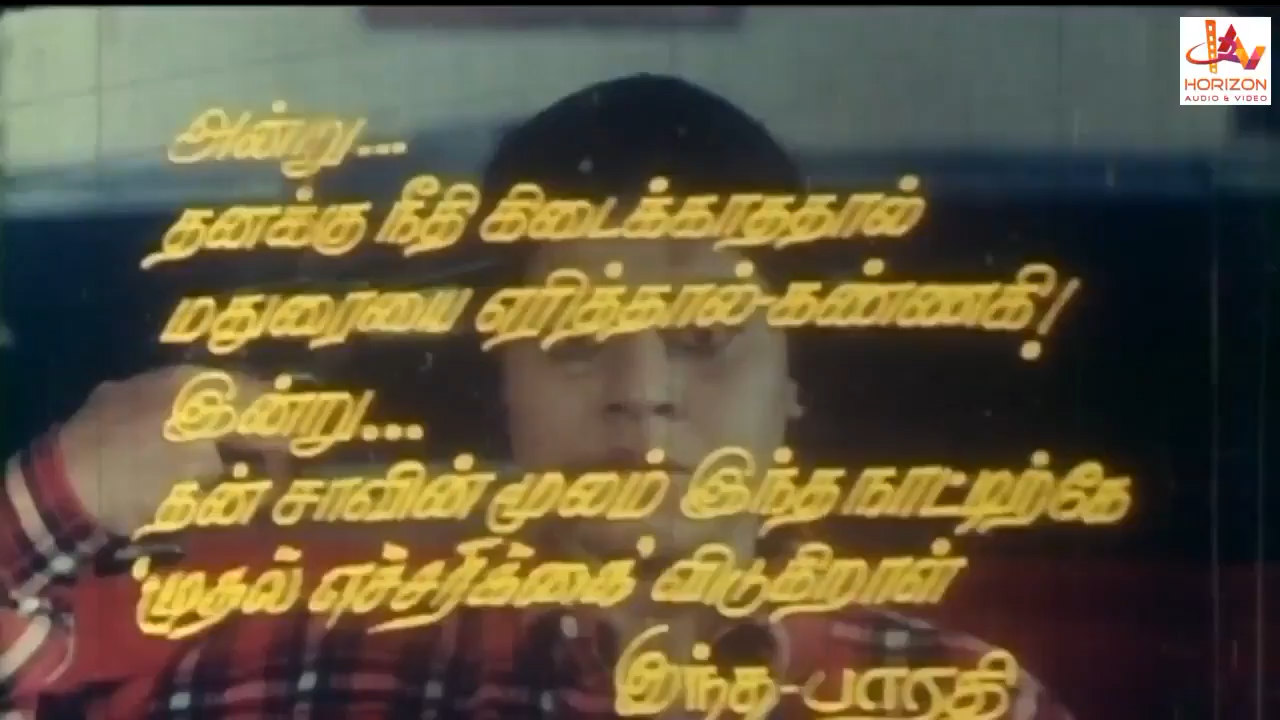 HORIZON
AUDIO & VIDEO
அன்று...
தனக்கு நீதி கிடைக்காததால்
மதுரையை எரித்தாள்-கண்ணகி!
இன்று...
தன் சாவின் மூலம் இந்த நாட்டிற்கே
'முதல் எச்சரிக்கை' விடுகிறாள்
இந்த-பாரதி